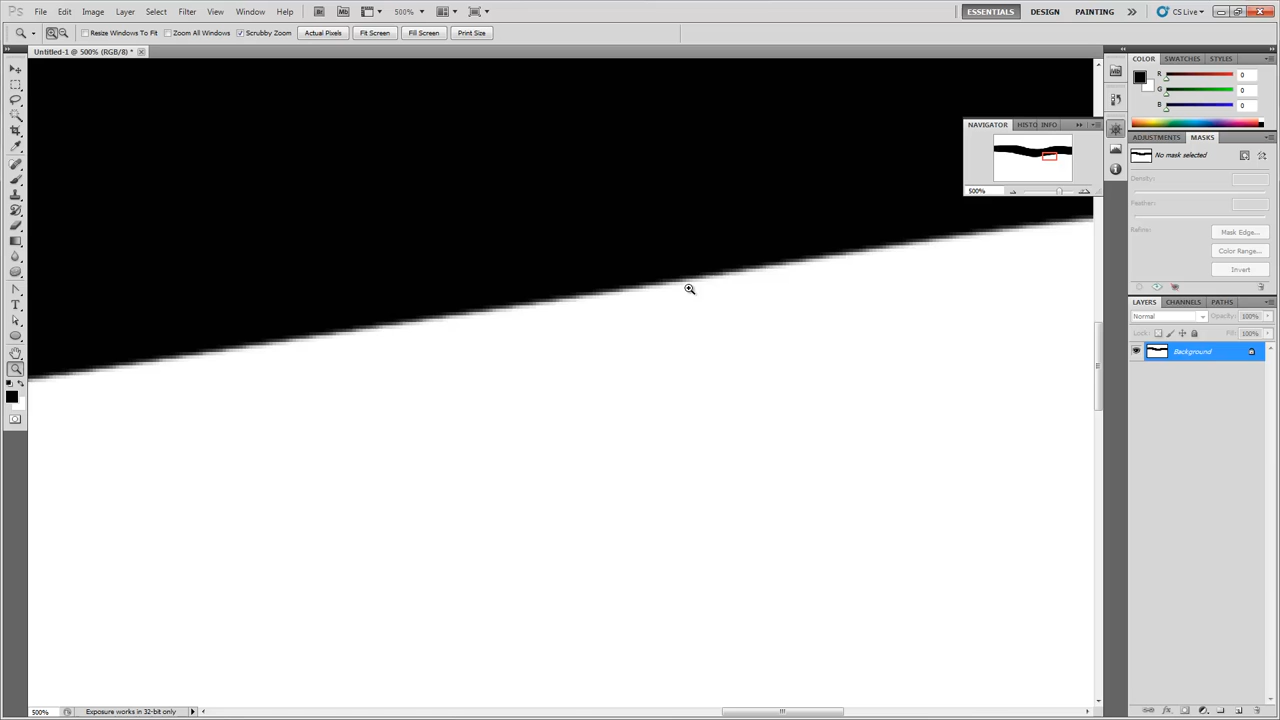 Ps File Edit Image Layer Select Filter View Window Help Br Mb 500% ESSENTIALS DESIGN PAINTING CS Live
Resize Windows To Fit Zoom All Windows Scrubby Zoom Actual Pixels Fit Screen Fill Screen Print Size
Untitled-1 @ 500% (RGB/8) *
COLOR SWATCHES STYLES
R 0
G 0
B 0
NAVIGATOR HISTO INFO
500%
ADJUSTMENTS MASKS
No mask selected
Density:
Feather:
Refine: Mask Edge...
Color Range...
Invert
LAYERS CHANNELS PATHS
Normal Opacity: 100%
Lock: Fill: 100%
Background
500% Exposure works in 32-bit only